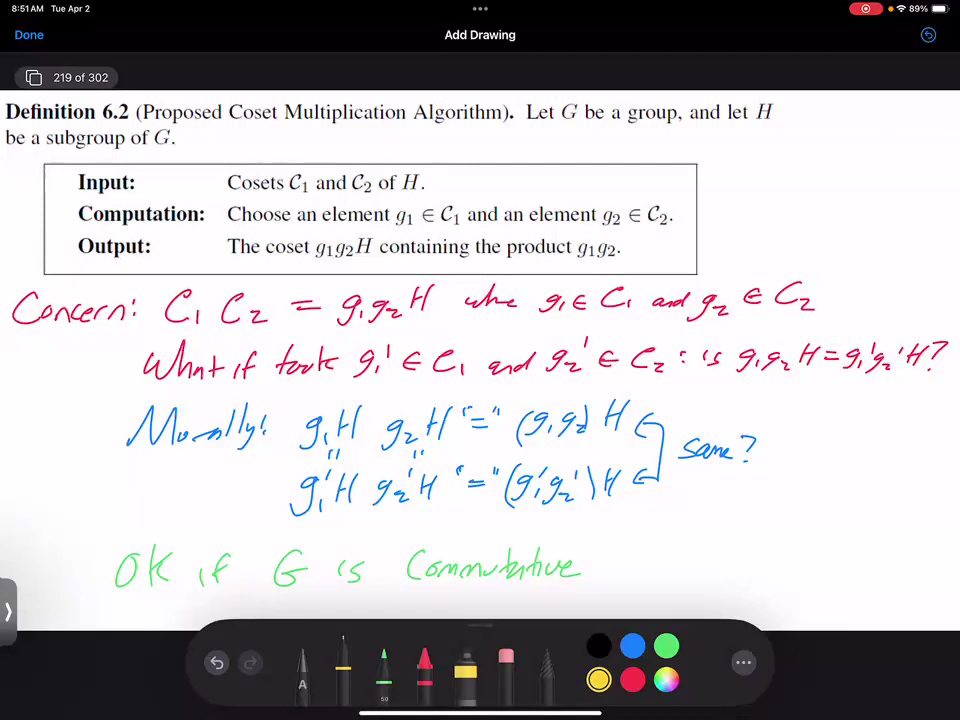 8:51 AM Tue Apr 2
89%
Done
Add Drawing
219 of 302
Definition 6.2 (Proposed Coset Multiplication Algorithm). Let G be a group, and let H
be a subgroup of G.
Input: Cosets C₁ and C₂ of H.
Computation: Choose an element g₁ ∈ C₁ and an element g₂ ∈ C₂.
Output: The coset g₁g₂H containing the product g₁g₂.
Concern: C₁ C₂ = g₁g₂H whe g₁ ∈ C₁ and g₂ ∈ C₂
What if took g₁' ∈ C₁ and g₂' ∈ C₂ : is g₁g₂H = g₁'g₂'H?
Morally: g₁H g₂H "=" (g₁g₂)H
same?
" "
g₁'H g₂'H "=" (g₁'g₂')H
OK if G is Commutative
A
50